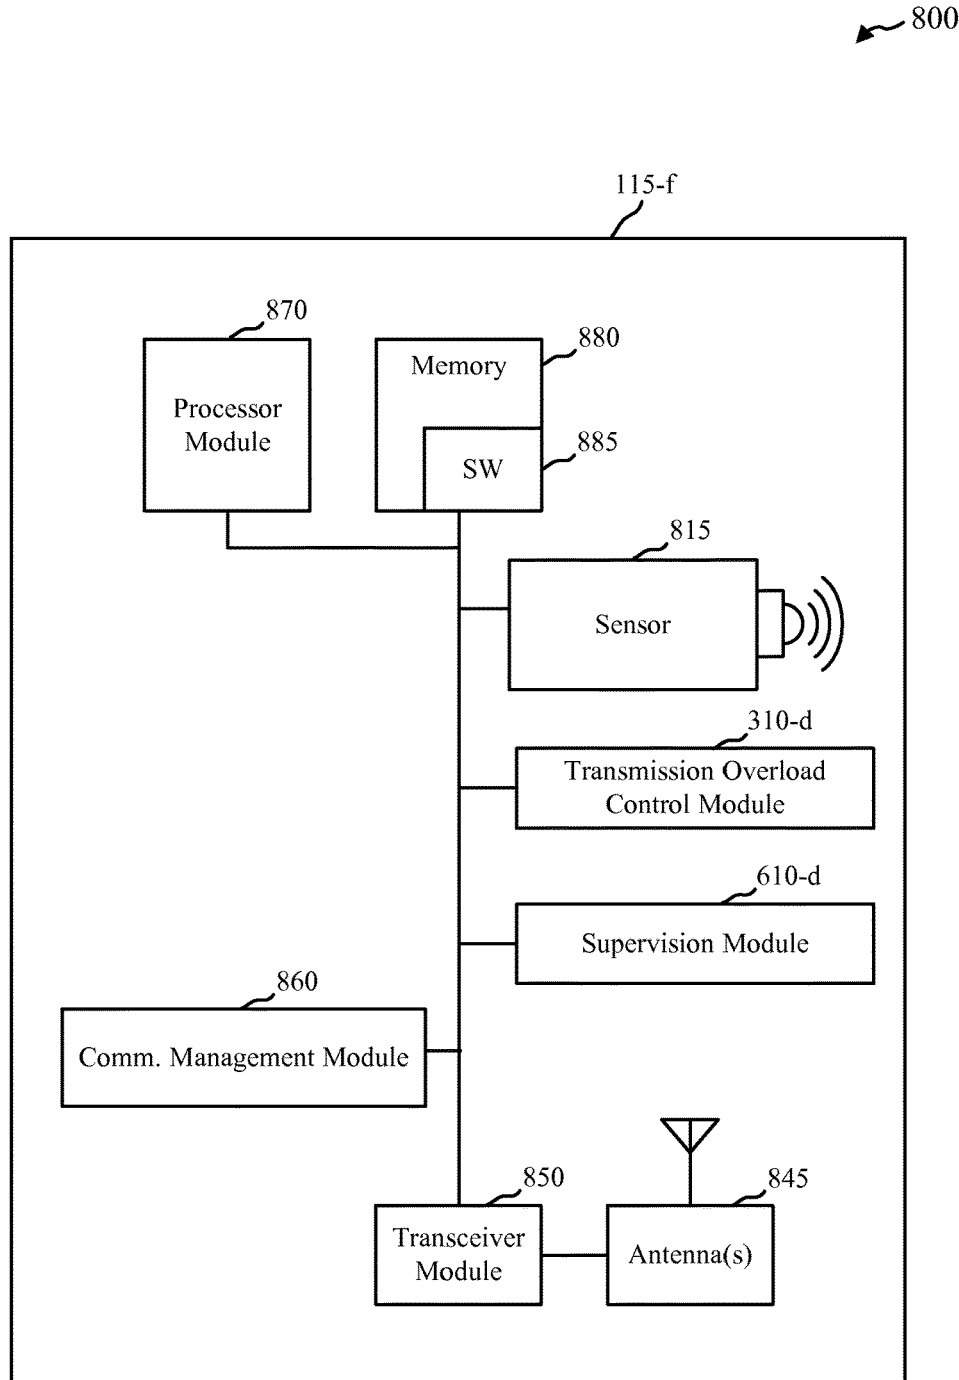 800
115-f
870
880
Memory
Processor
Module
885
SW
815
Sensor
310-d
Transmission Overload
Control Module
610-d
Supervision Module
860
Comm. Management Module
850
845
Transceiver
Module
Antenna(s)